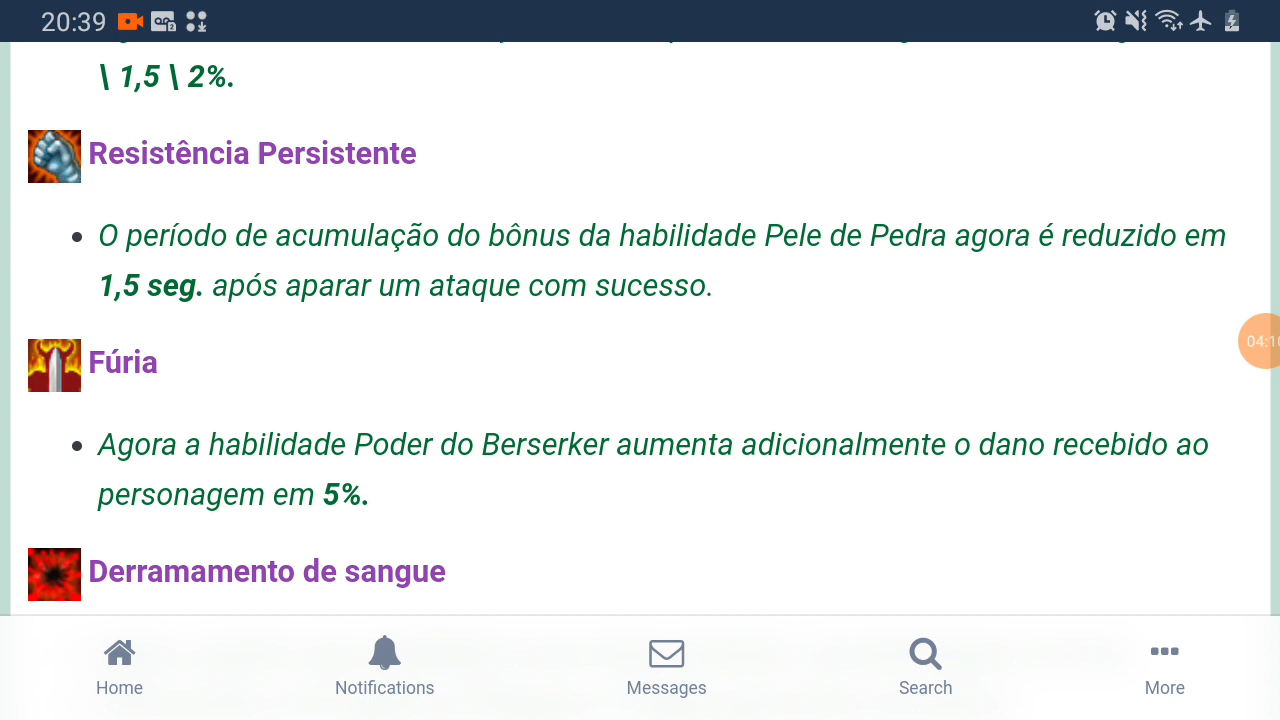 20:39
\ 1,5 \ 2%.
Resistência Persistente
O período de acumulação do bônus da habilidade Pele de Pedra agora é reduzido em
1,5 seg. após aparar um ataque com sucesso.
04:10
Fúria
Agora a habilidade Poder do Berserker aumenta adicionalmente o dano recebido ao
personagem em 5%.
Derramamento de sangue
Home
Notifications
Messages
Search
More